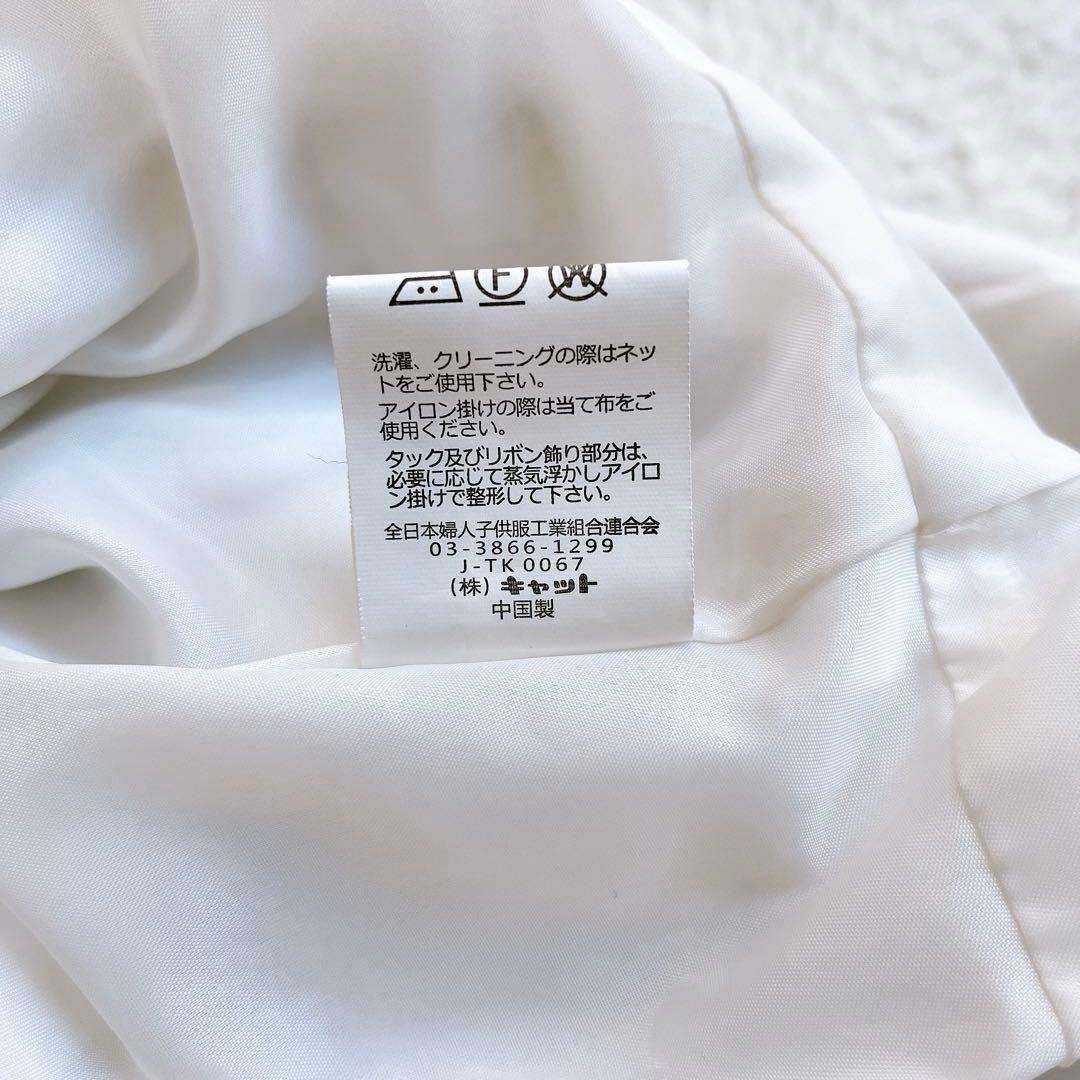 F W
洗濯、クリーニングの際はネッ
トをご使用下さい。
アイロン掛けの際は当て布をご
使用ください。
タック及びリボン飾り部分は、
必要に応じて蒸気浮かしアイロ
ン掛けで整形して下さい。
全日本婦人子供服工業組合連合会
03-3866-1299
J-TK0067
(株) キャット
中国製